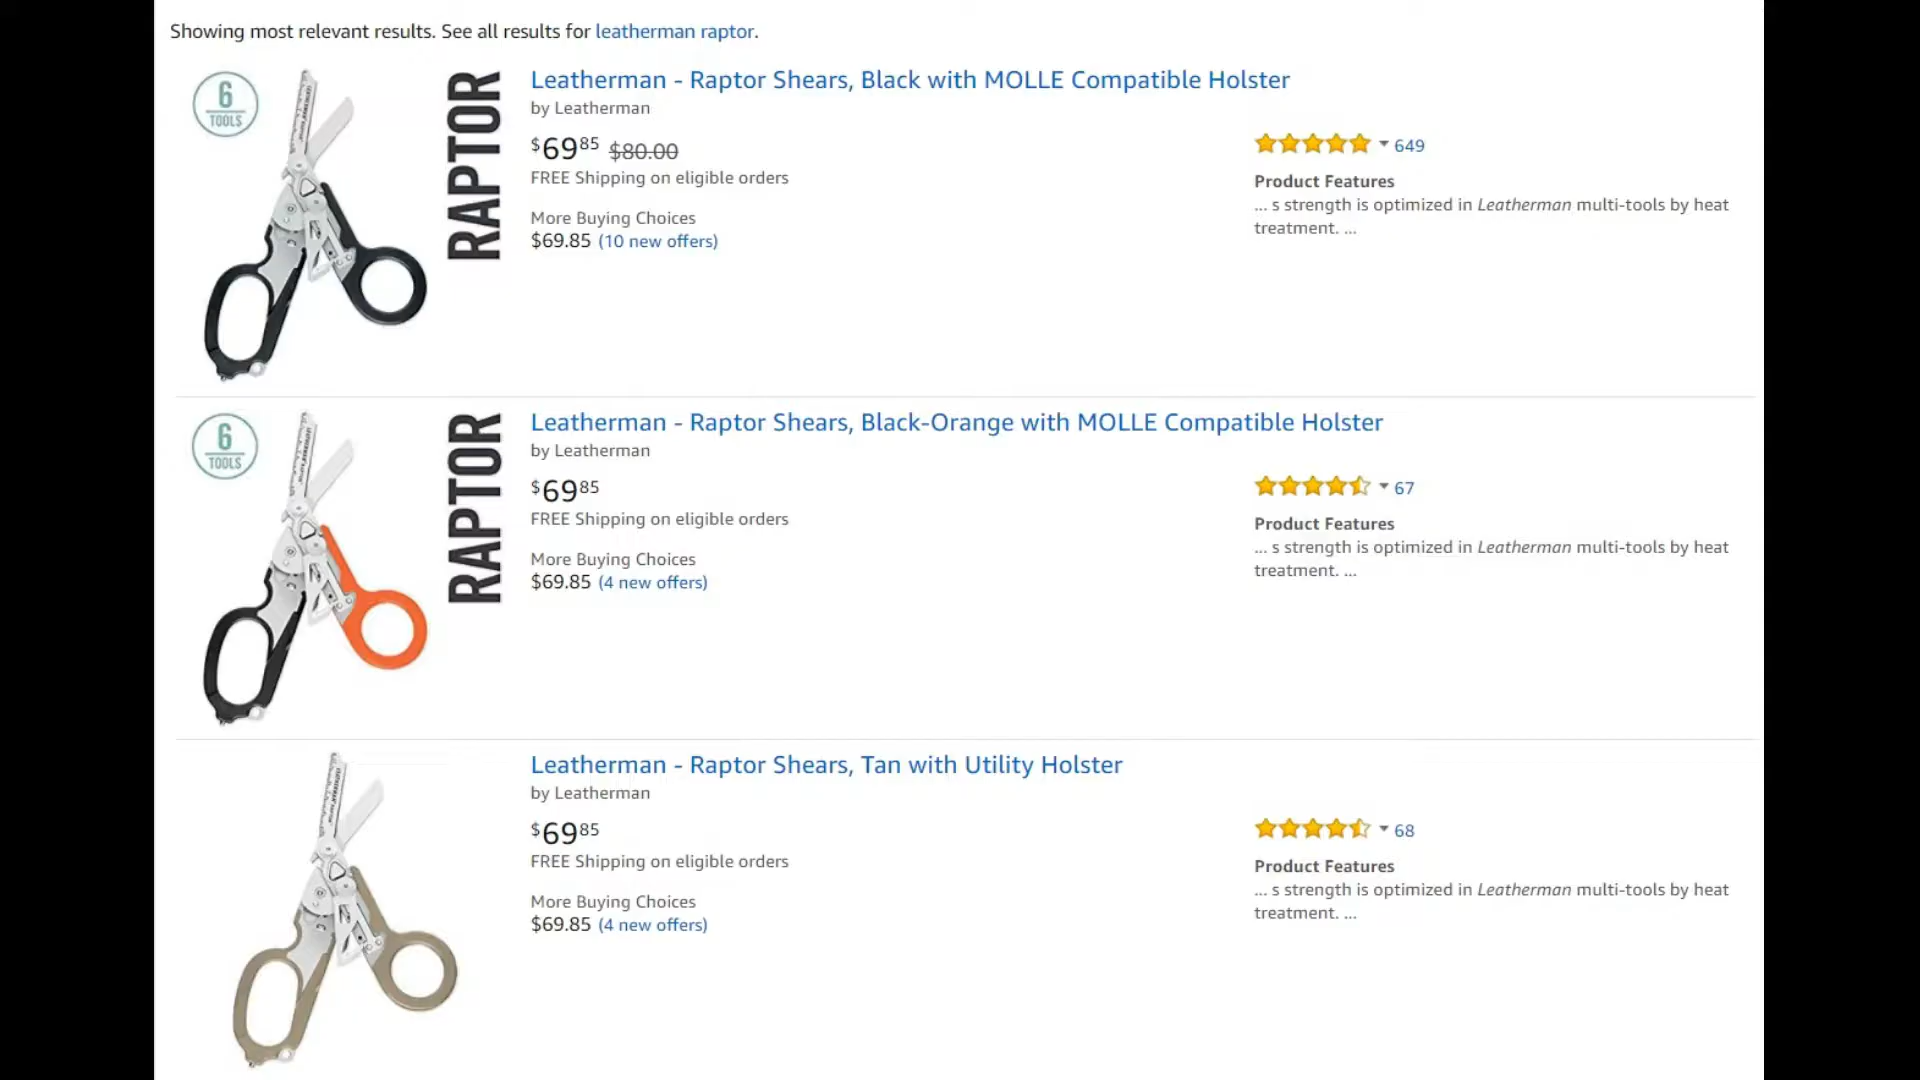 Showing most relevant results. See all results for leatherman raptor.
6
TOOLS
RAPTOR
Leatherman - Raptor Shears, Black with MOLLE Compatible Holster
by Leatherman
$69 85 $80.00
FREE Shipping on eligible orders
More Buying Choices
$69.85 (10 new offers)
649
Product Features
... s strength is optimized in Leatherman multi-tools by heat
treatment. ...
6
TOOLS
RAPTOR
Leatherman - Raptor Shears, Black-Orange with MOLLE Compatible Holster
by Leatherman
$69 85
FREE Shipping on eligible orders
More Buying Choices
$69.85 (4 new offers)
67
Product Features
... s strength is optimized in Leatherman multi-tools by heat
treatment. ...
Leatherman - Raptor Shears, Tan with Utility Holster
by Leatherman
$69 85
FREE Shipping on eligible orders
More Buying Choices
$69.85 (4 new offers)
68
Product Features
... s strength is optimized in Leatherman multi-tools by heat
treatment. ...